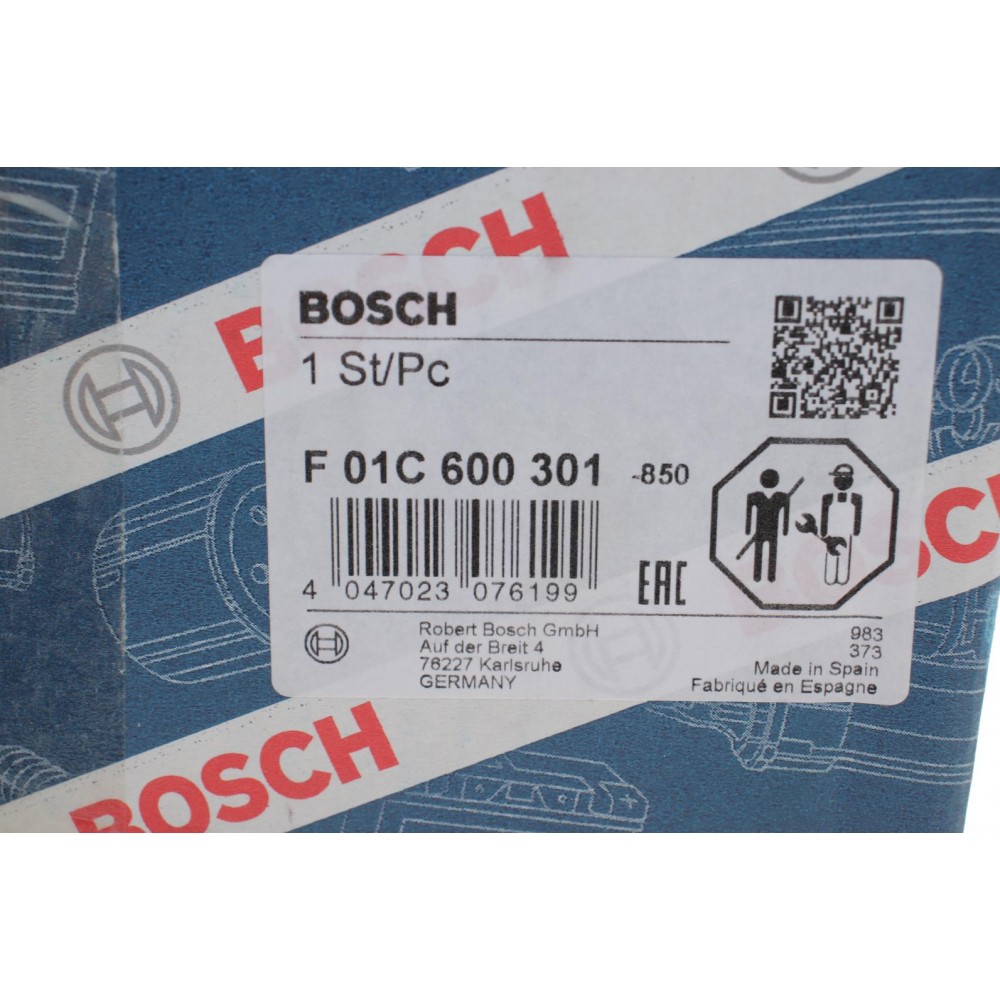 BOSCH
BOSCH
1 St/Pc
F 01C 600 301 -850
4 047023 076199
EAC
Robert Bosch GmbH
Auf der Breit 4
76227 Karlsruhe
GERMANY
983
373
Made in Spain
Fabriqué en Espagne
BOSCH
BOSCH